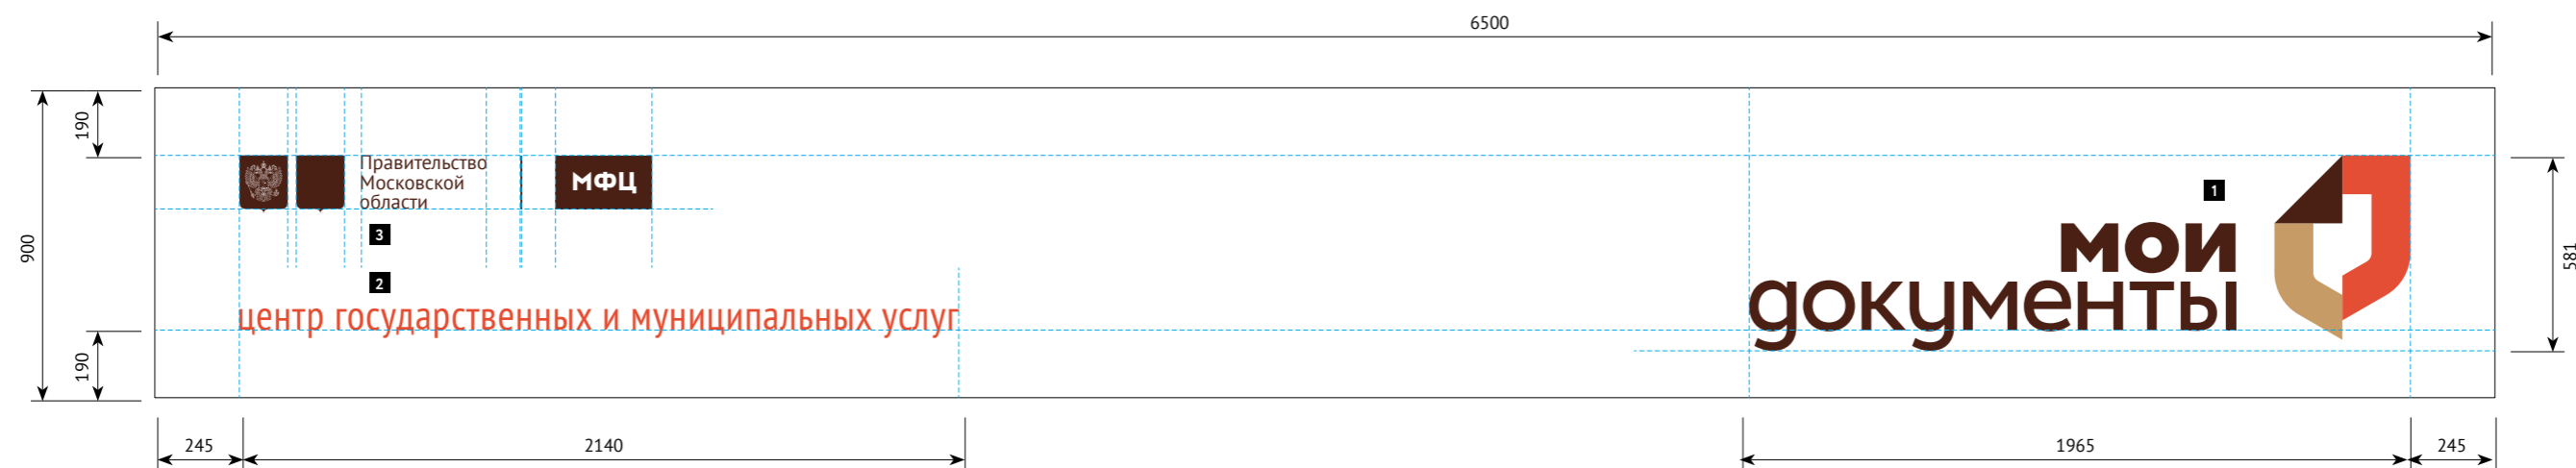 6500
190
Правительство
Московской
области
МФЦ
1
мои
документы
900
3
581
2
центр государственных и муниципальных услуг
190
245
2140
1965
245